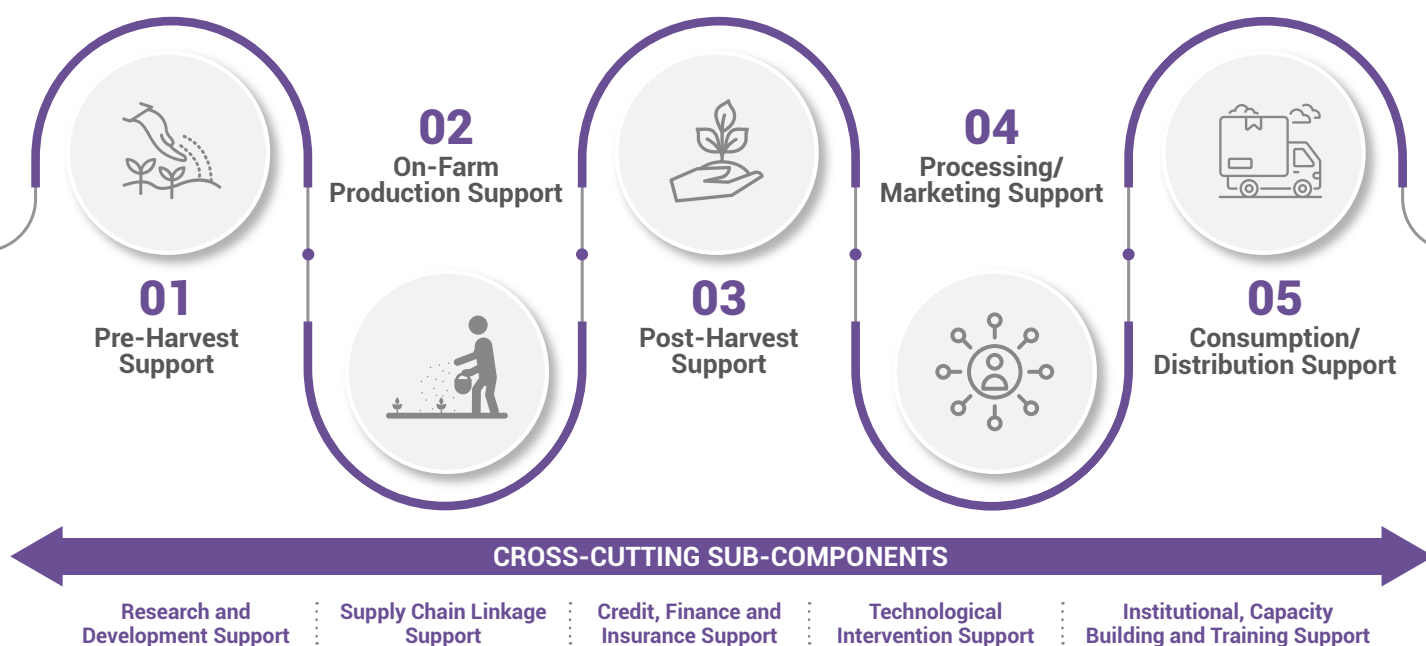 01
Pre-Harvest
Support
02
On-Farm
Production Support
03
Post-Harvest
Support
04
Processing/
Marketing Support
05
Consumption/
Distribution Support
CROSS-CUTTING SUB-COMPONENTS
Research and
Development Support
Supply Chain Linkage
Support
Credit, Finance and
Insurance Support
Technological
Intervention Support
Institutional, Capacity
Building and Training Support